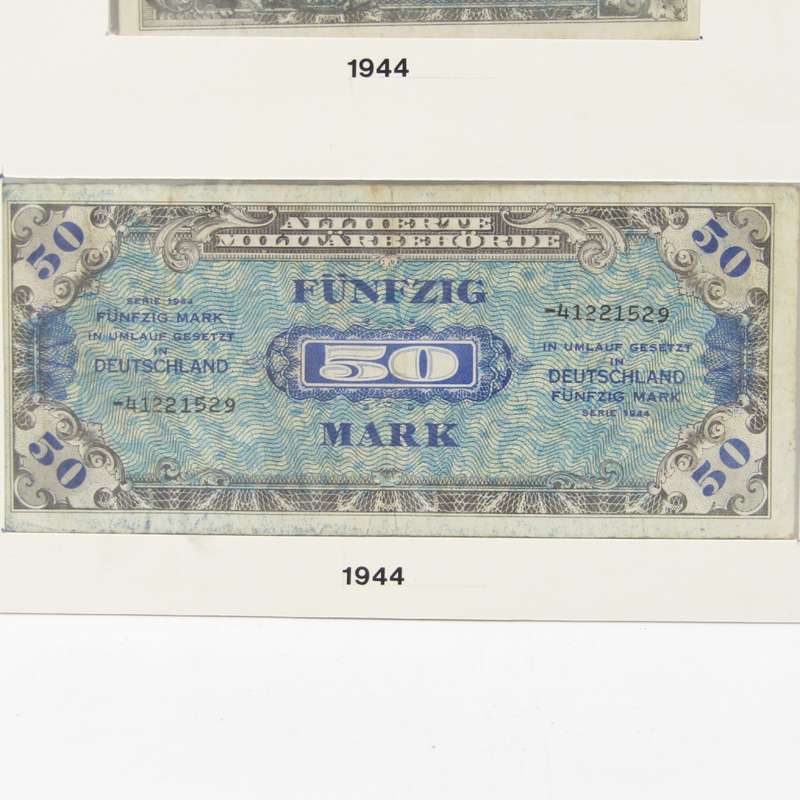 1944
ALLIIERTE
MILITÄRBEHÖRDE
50
50
FÜNFZIG
SERIE 1944
FÜNFZIG MARK
IN UMLAUF GESETZT
IN
DEUTSCHLAND
-41221529
50
-41221529
IN UMLAUF GESETZT
IN
DEUTSCHLAND
FÜNFZIG MARK
SERIE 1944
MARK
50
50
1944